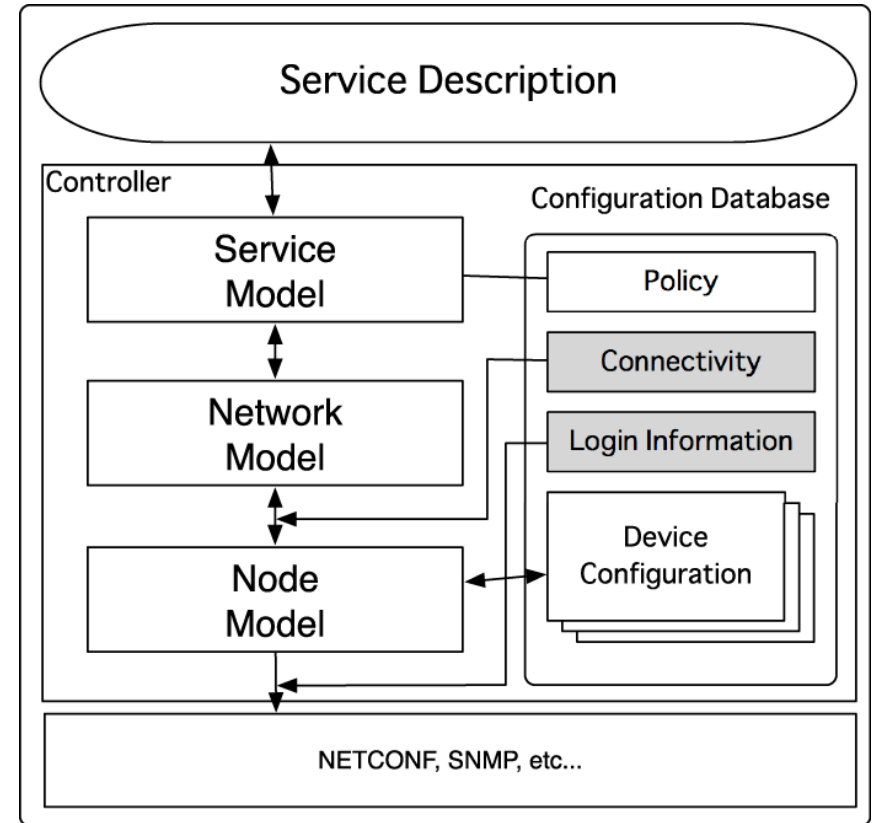 Service Description
Controller
Configuration Database
Service
Model
Policy
Connectivity
Network
Model
Login Information
Device
Configuration
Node
Model
NETCONF, SNMP, etc...